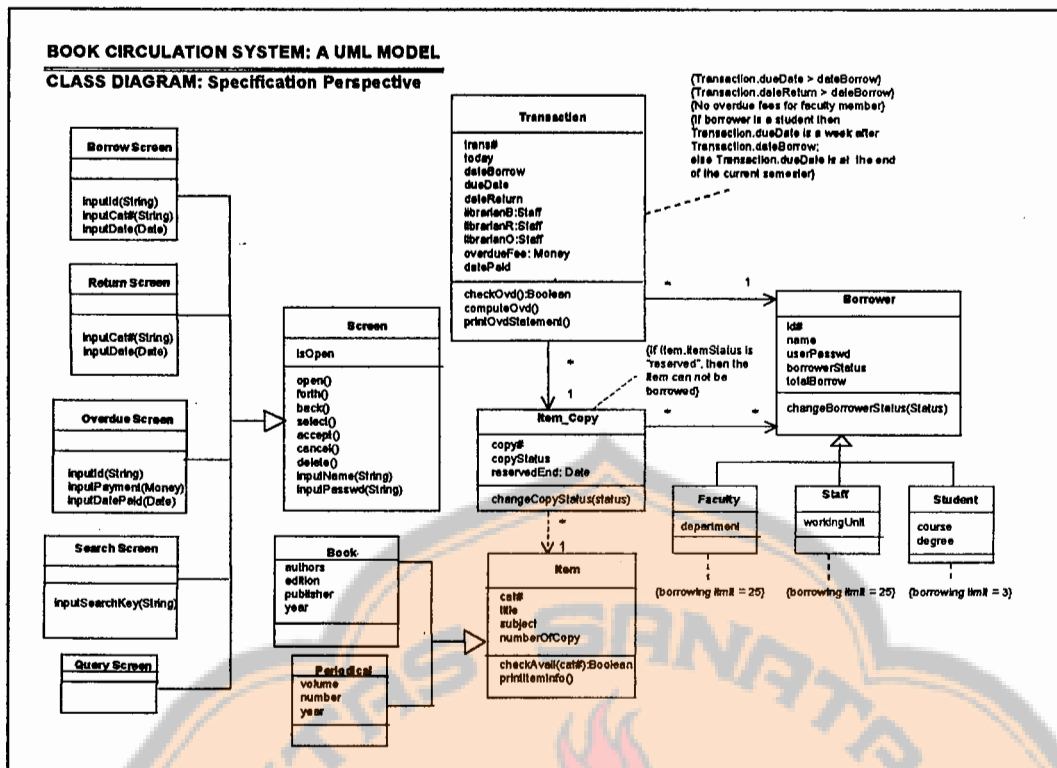 BOOK CIRCULATION SYSTEM: A UML MODEL
CLASS DIAGRAM: Specification Perspective
{Transaction.dueDate > dateBorrow}
{Transaction.dateReturn > dateBorrow}
{No overdue fees for faculty member}
{If borrower is a student then
Transaction.dueDate is a week after
Transaction.dateBorrow;
else Transaction.dueDate is at the end
of the current semester}
Transaction
trans#
today
dateBorrow
dueDate
dateReturn
librarianB:Staff
librarianR:Staff
librarianO:Staff
overdueFee: Money
datePaid
checkOvd():Boolean
computeOvd()
printOvdStatement()
Borrow Screen
inputId(String)
inputCat#(String)
inputDate(Date)
Return Screen
inputCat#(String)
inputDate(Date)
Overdue Screen
inputId(String)
inputPayment(Money)
inputDatePaid(Date)
Search Screen
inputSearchKey(String)
Query Screen
Screen
isOpen
open()
forth()
back()
select()
accept()
cancel()
delete()
inputName(String)
inputPasswd(String)
* 1
Borrower
id#
name
userPasswd
borrowerStatus
totalBorrow
changeBorrowerStatus(Status)
{if item.itemStatus is
"reserved", then the
item can not be
borrowed}
*
1
Item_Copy
copy#
copyStatus
reservedEnd: Date
changeCopyStatus(status)
* *
Faculty
department
Staff
workingUnit
Student
course
degree
{borrowing limit = 25} {borrowing limit = 25} {borrowing limit = 3}
*
1
Book
authors
edition
publisher
year
Periodical
volume
number
year
Item
cat#
title
subject
numberOfCopy
checkAvail(cat#):Boolean
printItemInfo()
TAS SANATA